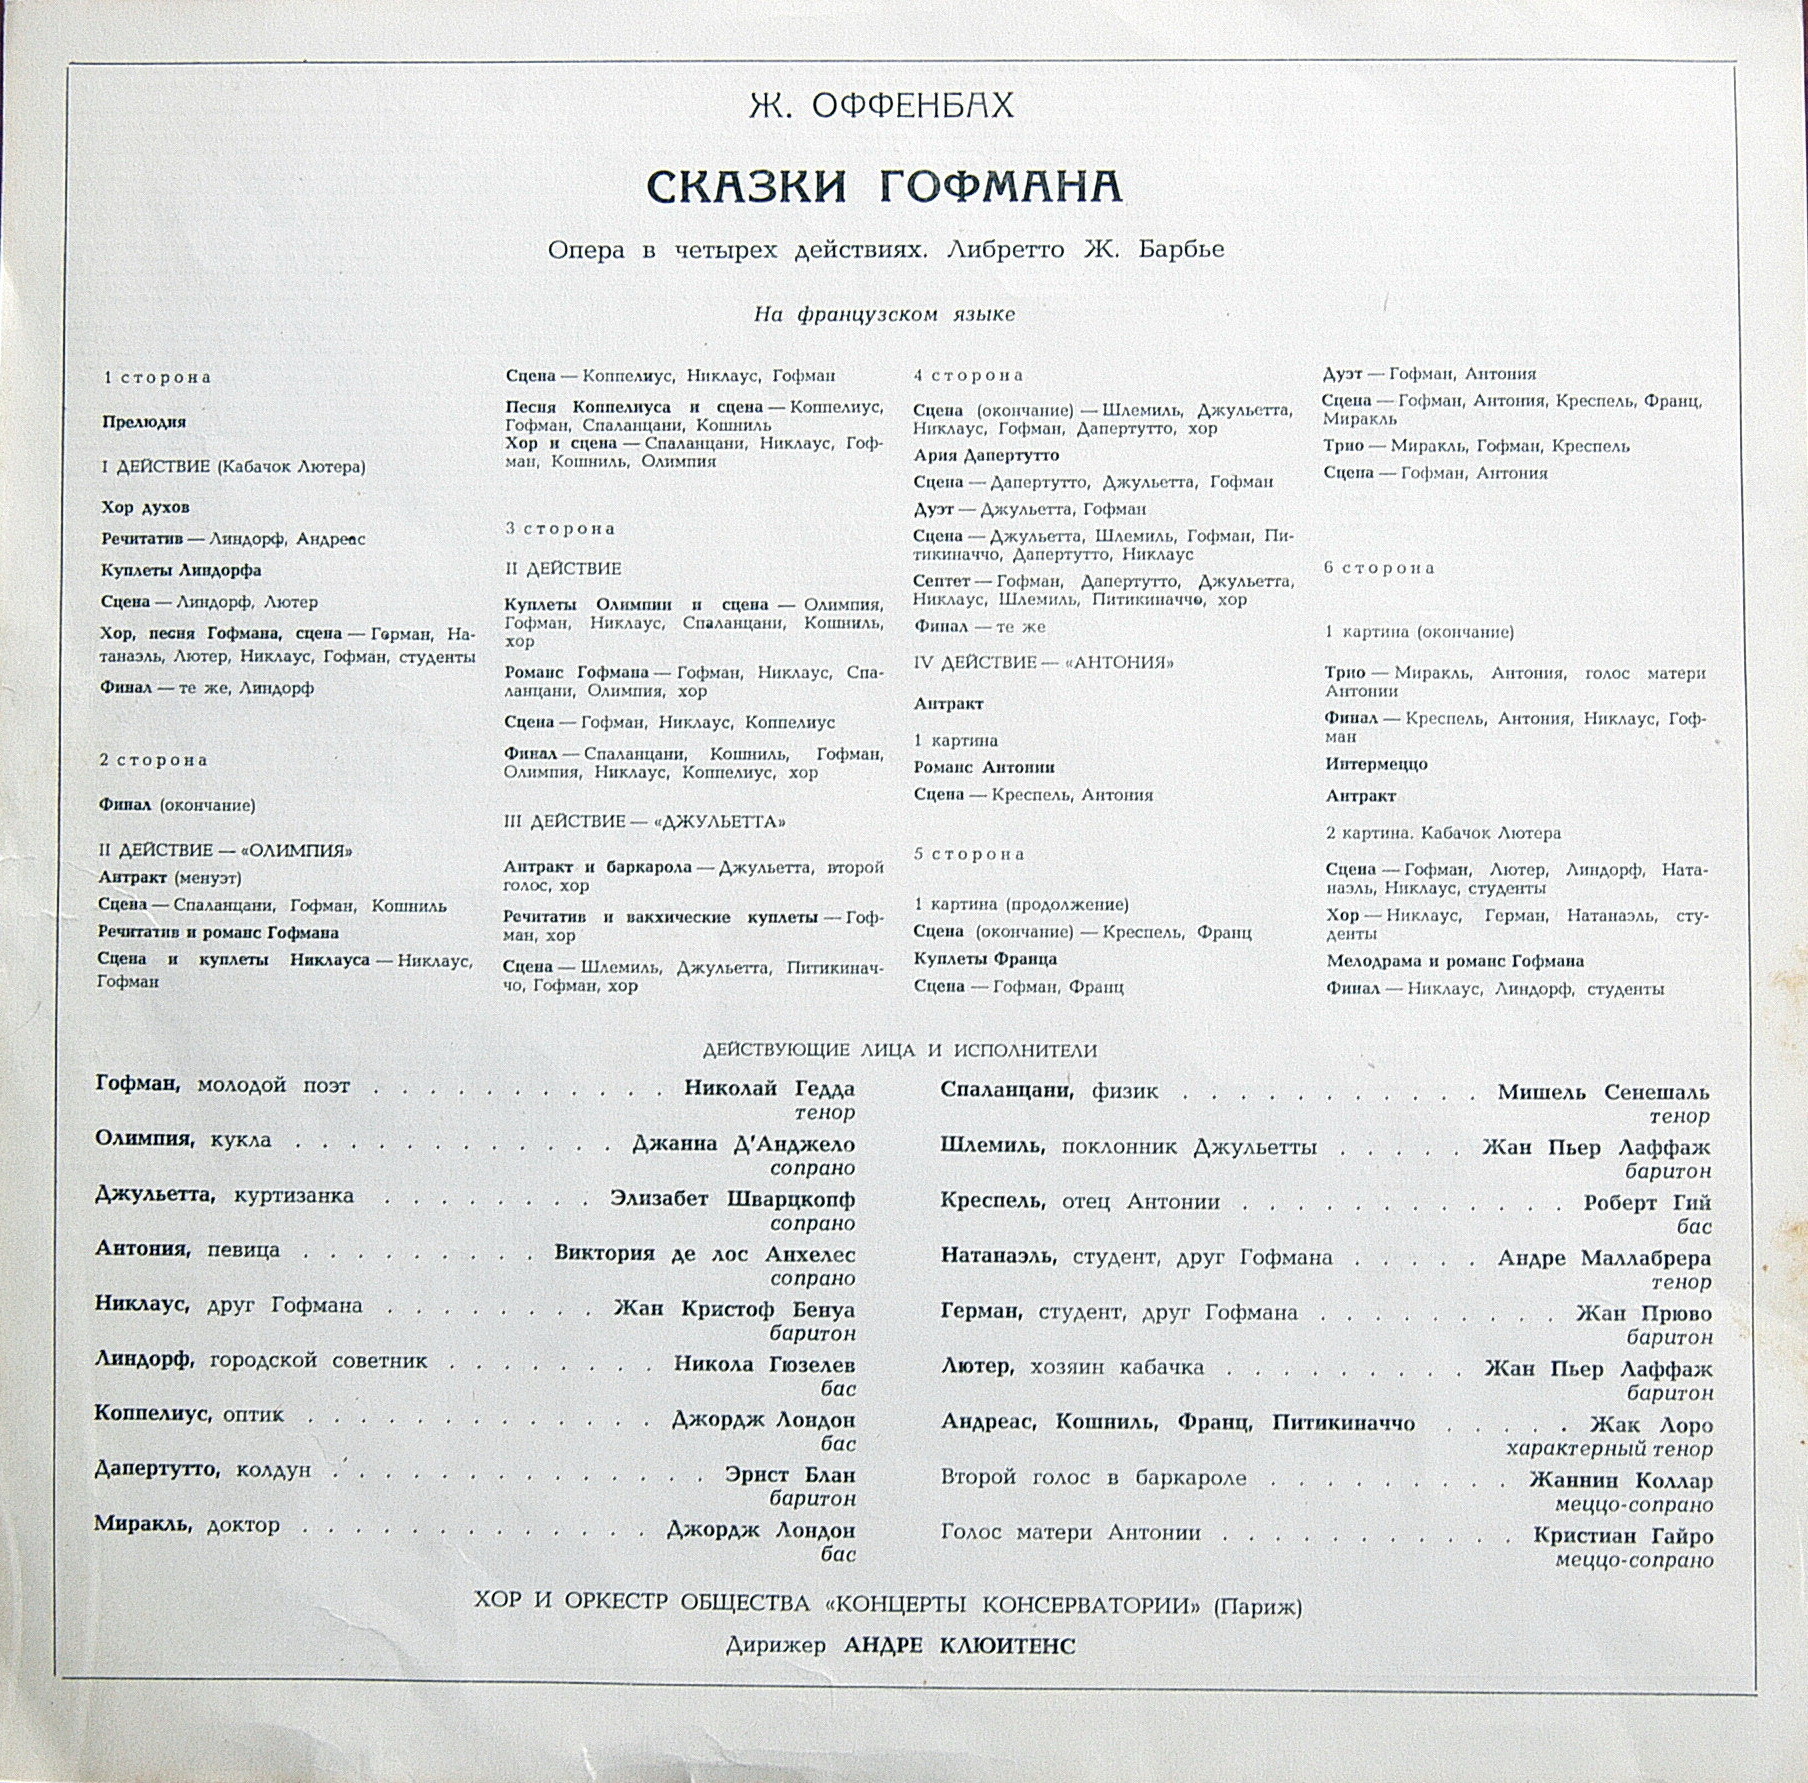 Ж. ОФФЕНБАХ
СКАЗКИ ГОФМАНА
Опера в четырех действиях. Либретто Ж. Барбье
На французском языке
1 сторона
Прелюдия
I ДЕЙСТВИЕ (Кабачок Лютера)
Хор духов
Речитатив — Линдорф, Андреас
Куплеты Линдорфа
Сцена — Линдорф, Лютер
Хор, песня Гофмана, сцена — Герман, На-
танаэль, Лютер, Никлаус, Гофман, студенты
Финал — те же, Линдорф
2 сторона
Финал (окончание)
II ДЕЙСТВИЕ — «ОЛИМПИЯ»
Антракт (менуэт)
Сцена — Спаланцани, Гофман, Кошниль
Речитатив и романс Гофмана
Сцена и куплеты Никлауса — Никлаус,
Гофман
Сцена — Коппелиус, Никлаус, Гофман
Песня Коппелиуса и сцена — Коппелиус,
Гофман, Спаланцани, Кошниль
Хор и сцена — Спаланцани, Никлаус, Гоф-
ман, Кошниль, Олимпия
3 сторона
II ДЕЙСТВИЕ
Куплеты Олимпии и сцена — Олимпия,
Гофман, Никлаус, Спаланцани, Кошниль,
хор
Романс Гофмана — Гофман, Никлаус, Спа-
ланцани, Олимпия, хор
Сцена — Гофман, Никлаус, Коппелиус
Финал — Спаланцани, Кошниль, Гофман,
Олимпия, Никлаус, Коппелиус, хор
III ДЕЙСТВИЕ — «ДЖУЛЬЕТТА»
Антракт и баркарола — Джульетта, второй
голос, хор
Речитатив и вакхические куплеты — Гоф-
ман, хор
Сцена — Шлемиль, Джульетта, Питикинач-
чо, Гофман, хор
4 сторона
Сцена (окончание) — Шлемиль, Джульетта,
Никлаус, Гофман, Дапертутто, хор
Ария Дапертутто
Сцена — Дапертутто, Джульетта, Гофман
Дуэт — Джульетта, Гофман
Сцена — Джульетта, Шлемиль, Гофман, Пи-
тикиначчо, Дапертутто, Никлаус
Септет — Гофман, Дапертутто, Джульетта,
Никлаус, Шлемиль, Питикиначчо, хор
Финал — те же
IV ДЕЙСТВИЕ — «АНТОНИЯ»
Антракт
1 картина
Романс Антонии
Сцена — Креспель, Антония
5 сторона
1 картина (продолжение)
Сцена (окончание) — Креспель, Франц
Куплеты Франца
Сцена — Гофман, Франц
Дуэт — Гофман, Антония
Сцена — Гофман, Антония, Креспель, Франц,
Миракль
Трио — Миракль, Гофман, Креспель
Сцена — Гофман, Антония
6 сторона
1 картина (окончание)
Трио — Миракль, Антония, голос матери
Антонии
Финал — Креспель, Антония, Никлаус, Гоф-
ман
Интермеццо
Антракт
2 картина. Кабачок Лютера
Сцена — Гофман, Лютер, Линдорф, Ната-
наэль, Никлаус, студенты
Хор — Никлаус, Герман, Натанаэль, сту-
денты
Мелодрама и романс Гофмана
Финал — Никлаус, Линдорф, студенты
ДЕЙСТВУЮЩИЕ ЛИЦА И ИСПОЛНИТЕЛИ
Гофман, молодой поэт . . . . . . . . . . . Николай Гедда
тенор
Олимпия, кукла . . . . . . . . . . . . Джанна Д'Анджело
сопрано
Джульетта, куртизанка . . . . . . . . Элизабет Шварцкопф
сопрано
Антония, певица . . . . . . . . . Виктория де лос Анхелес
сопрано
Никлаус, друг Гофмана . . . . . . . . Жан Кристоф Бенуа
баритон
Линдорф, городской советник . . . . . . . . Никола Гюзелев
бас
Коппелиус, оптик . . . . . . . . . . . . . Джордж Лондон
бас
Дапертутто, колдун . . . . . . . . . . . . . . Эрнст Блан
баритон
Миракль, доктор . . . . . . . . . . . . . Джордж Лондон
бас
Спаланцани, физик . . . . . . . . . . . Мишель Сенешаль
тенор
Шлемиль, поклонник Джульетты . . . . . Жан Пьер Лаффаж
баритон
Креспель, отец Антонии . . . . . . . . . . . . Роберт Гий
бас
Натанаэль, студент, друг Гофмана . . . . . Андре Маллабрера
тенор
Герман, студент, друг Гофмана . . . . . . . . . Жан Прюво
баритон
Лютер, хозяин кабачка . . . . . . . . . Жан Пьер Лаффаж
баритон
Андреас, Кошниль, Франц, Питикиначчо . . . . . Жак Лоро
характерный тенор
Второй голос в баркароле . . . . . . . . . Жаннин Коллар
меццо-сопрано
Голос матери Антонии . . . . . . . . . . . Кристиан Гайро
меццо-сопрано
ХОР И ОРКЕСТР ОБЩЕСТВА «КОНЦЕРТЫ КОНСЕРВАТОРИИ» (Париж)
Дирижер АНДРЕ КЛЮИТЕНС